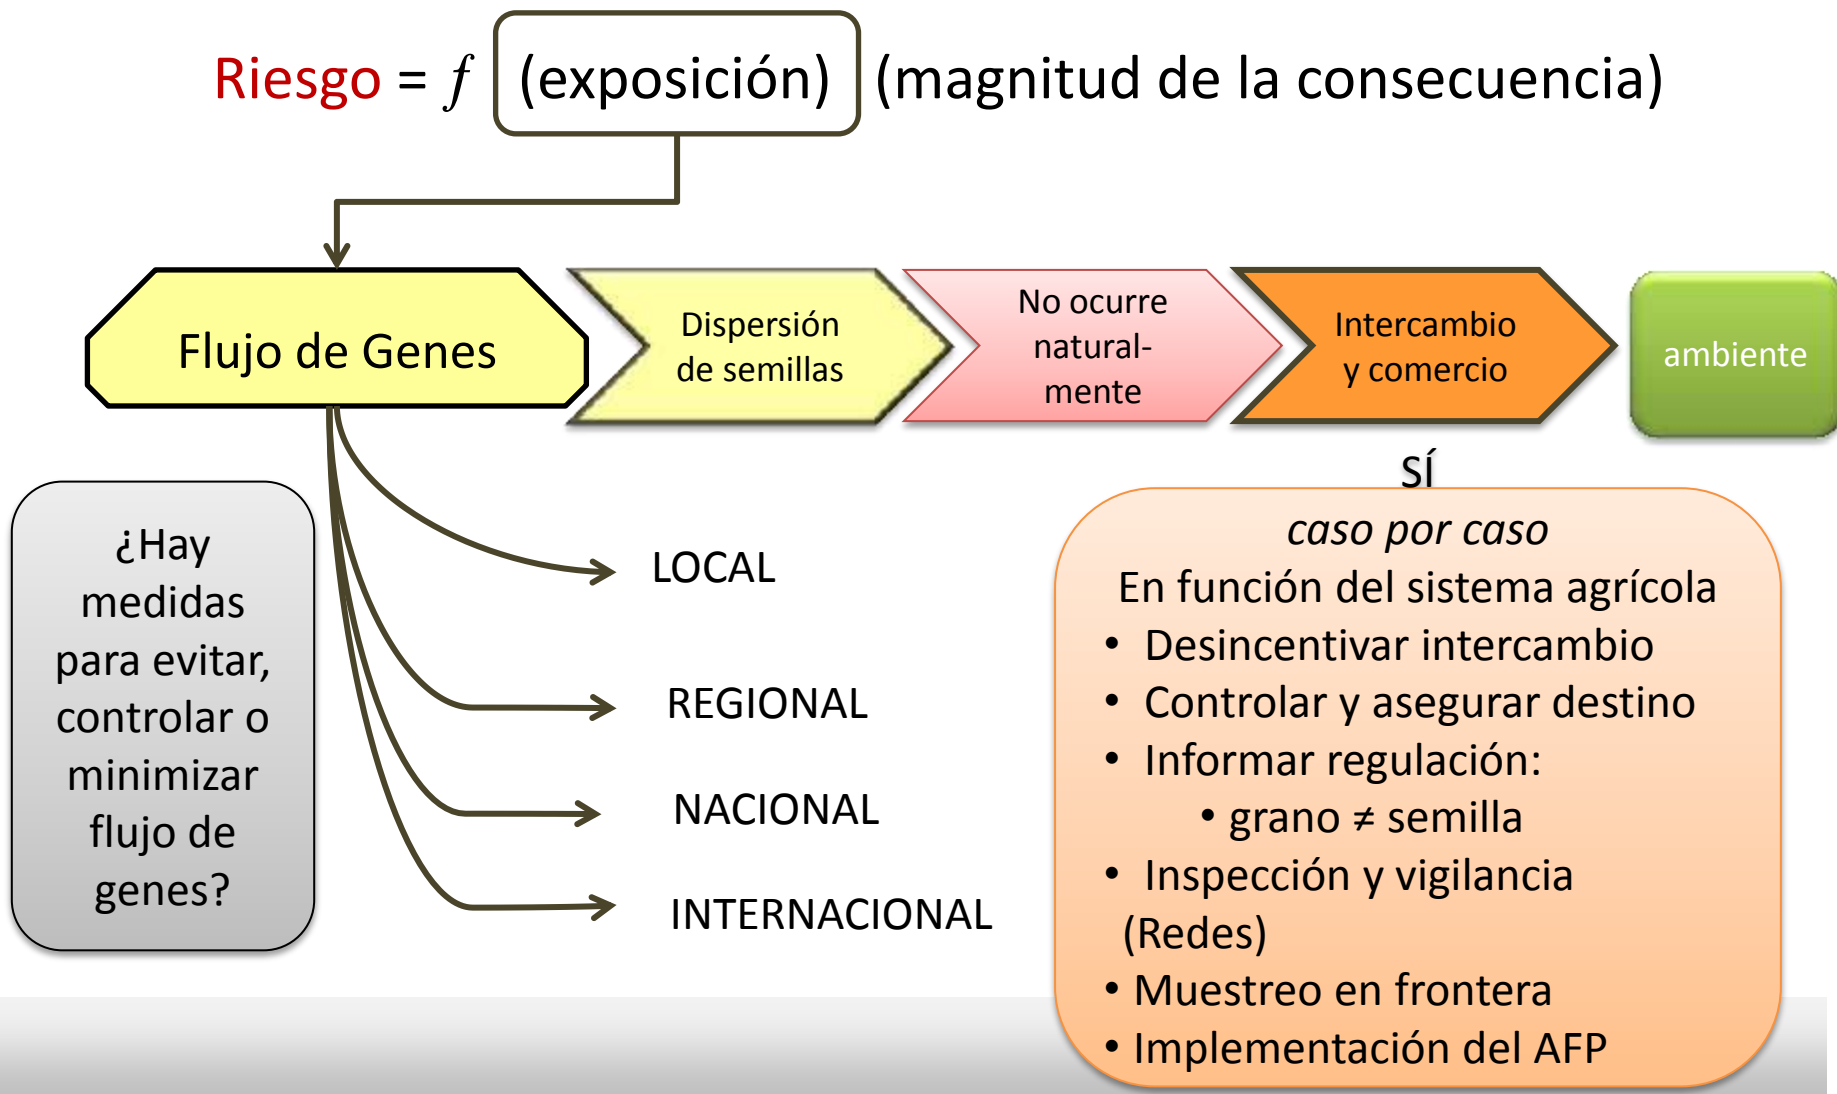 Riesgo = f (exposición) (magnitud de la consecuencia)
Flujo de Genes
Dispersión
de semillas
No ocurre
natural-
mente
Intercambio
y comercio
ambiente
¿Hay
medidas
para evitar,
controlar o
minimizar
flujo de
genes?
LOCAL
REGIONAL
NACIONAL
INTERNACIONAL
SÍ
caso por caso
En función del sistema agrícola
• Desincentivar intercambio
• Controlar y asegurar destino
• Informar regulación:
• grano ≠ semilla
• Inspección y vigilancia
(Redes)
• Muestreo en frontera
• Implementación del AFP